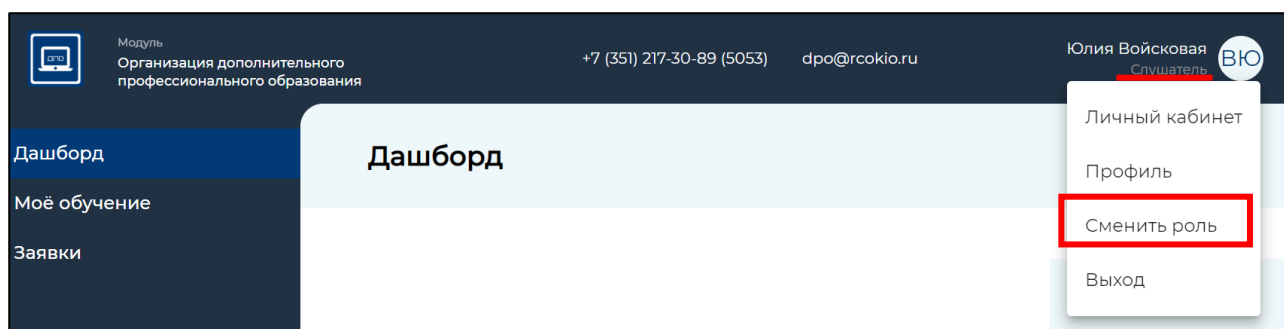 дпо
Модуль
Организация дополнительного
профессионального образования
+7 (351) 217-30-89 (5053)
dpo@rcokio.ru
Юлия Войсковая
Слушатель
ВЮ
Личный кабинет
Профиль
Сменить роль
Выход
Дашборд
Моё обучение
Заявки
Дашборд